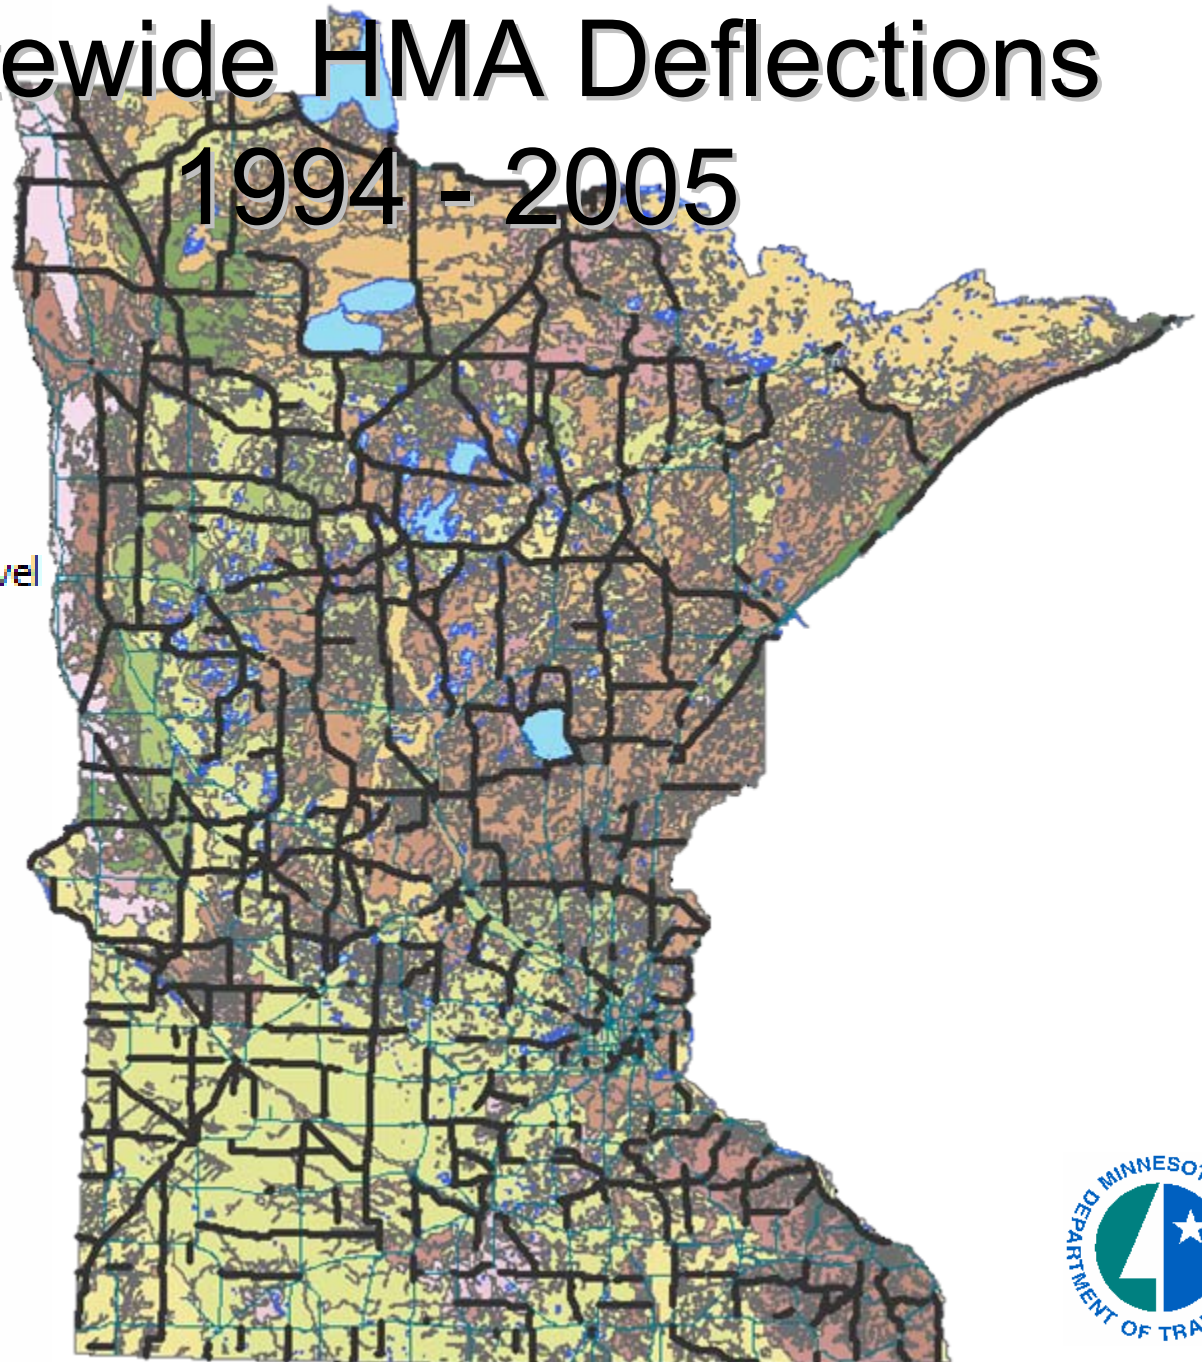 ewide HMA Deflections
1994 - 2005
vel
MINNESOT
DEPARTMENT OF TRA